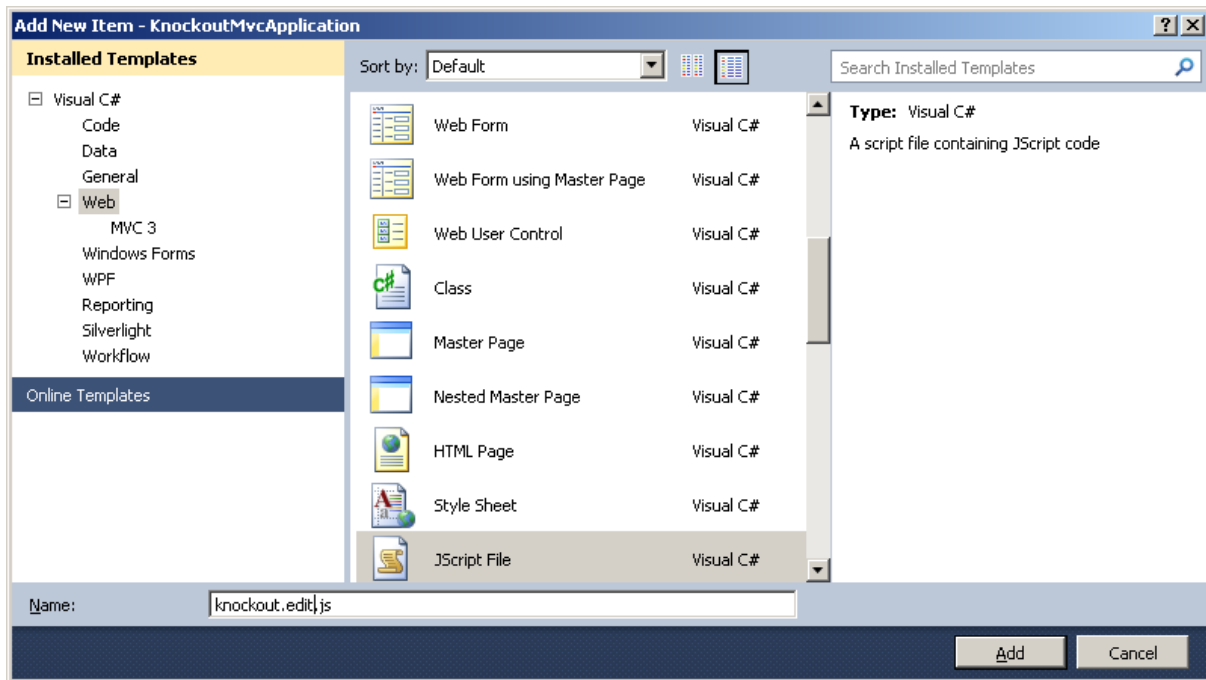 Add New Item - KnockoutMvcApplication
Installed Templates
Sort by: Default
Search Installed Templates
Visual C#
Code
Data
General
Web
MVC 3
Windows Forms
WPF
Reporting
Silverlight
Workflow
Online Templates
Web Form Visual C#
Web Form using Master Page Visual C#
Web User Control Visual C#
Class Visual C#
Master Page Visual C#
Nested Master Page Visual C#
HTML Page Visual C#
Style Sheet Visual C#
JScript File Visual C#
Type: Visual C#
A script file containing JScript code
Name: knockout.edit.js
Add Cancel